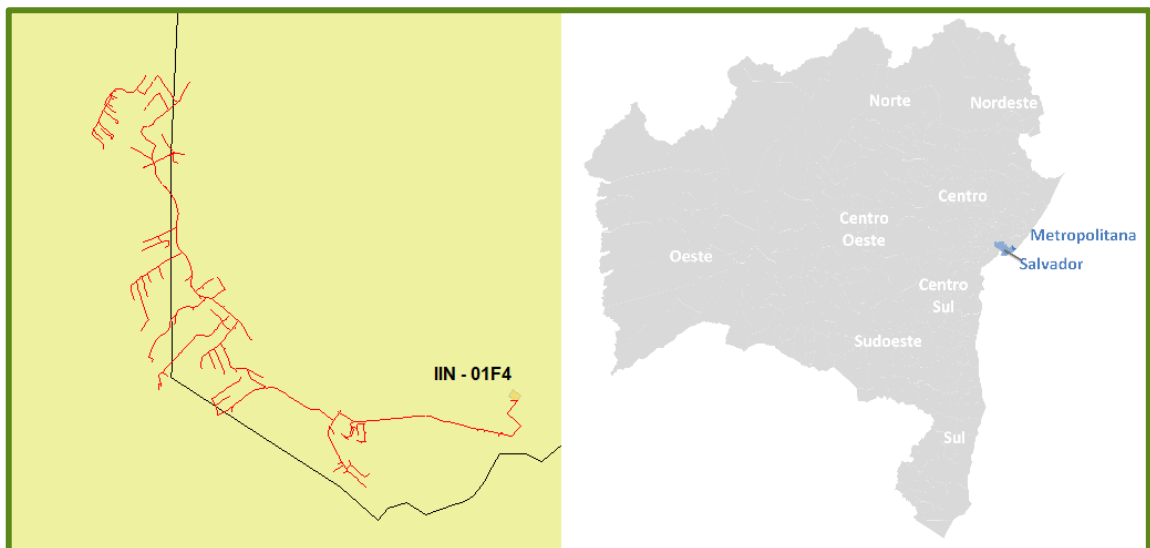 IIN - 01F4
Norte
Nordeste
Centro
Centro
Oeste
Metropolitana
Salvador
Oeste
Centro
Sul
Sudoeste
Sul